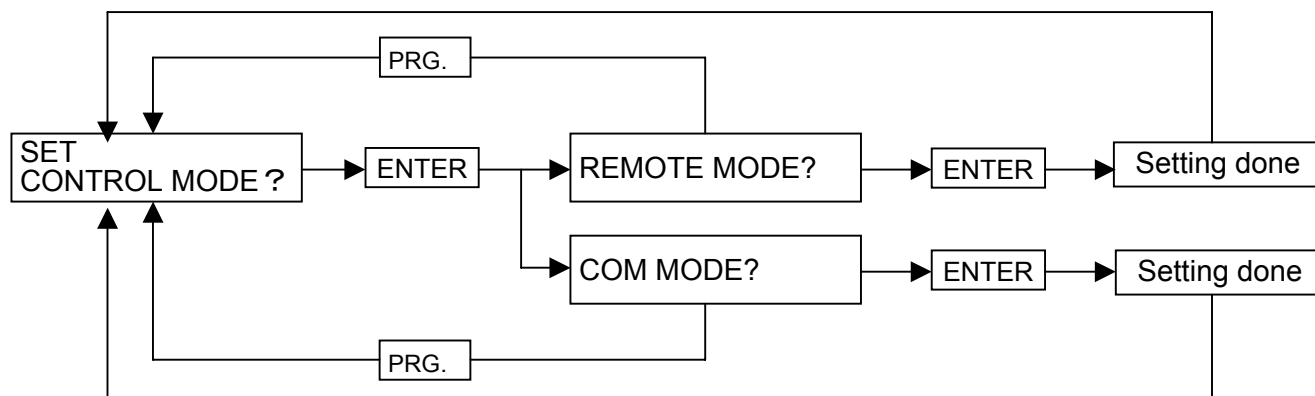 PRG.
SET
CONTROL MODE?
ENTER
REMOTE MODE?
ENTER
Setting done
COM MODE?
ENTER
Setting done
PRG.